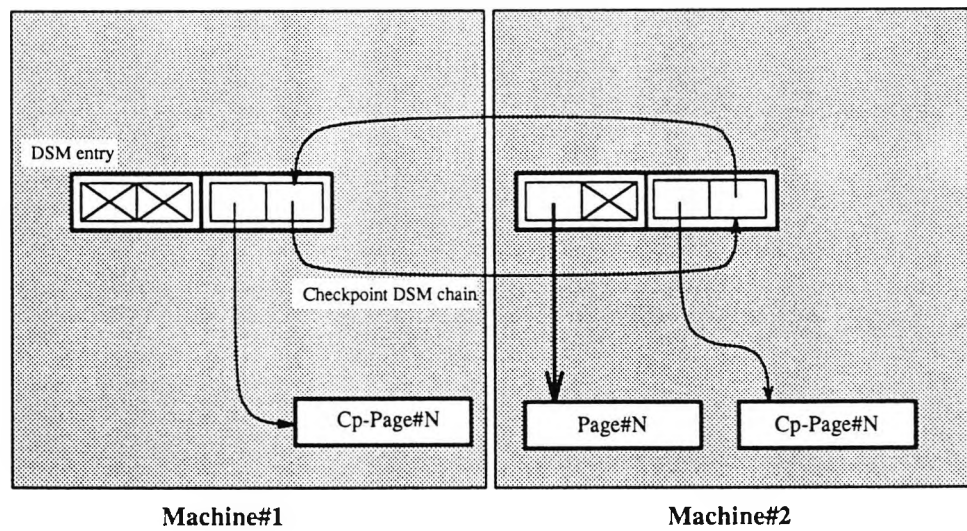 DSM entry
Checkpoint DSM chain
Cp-Page#N
Page#N
Cp-Page#N
Machine#1
Machine#2